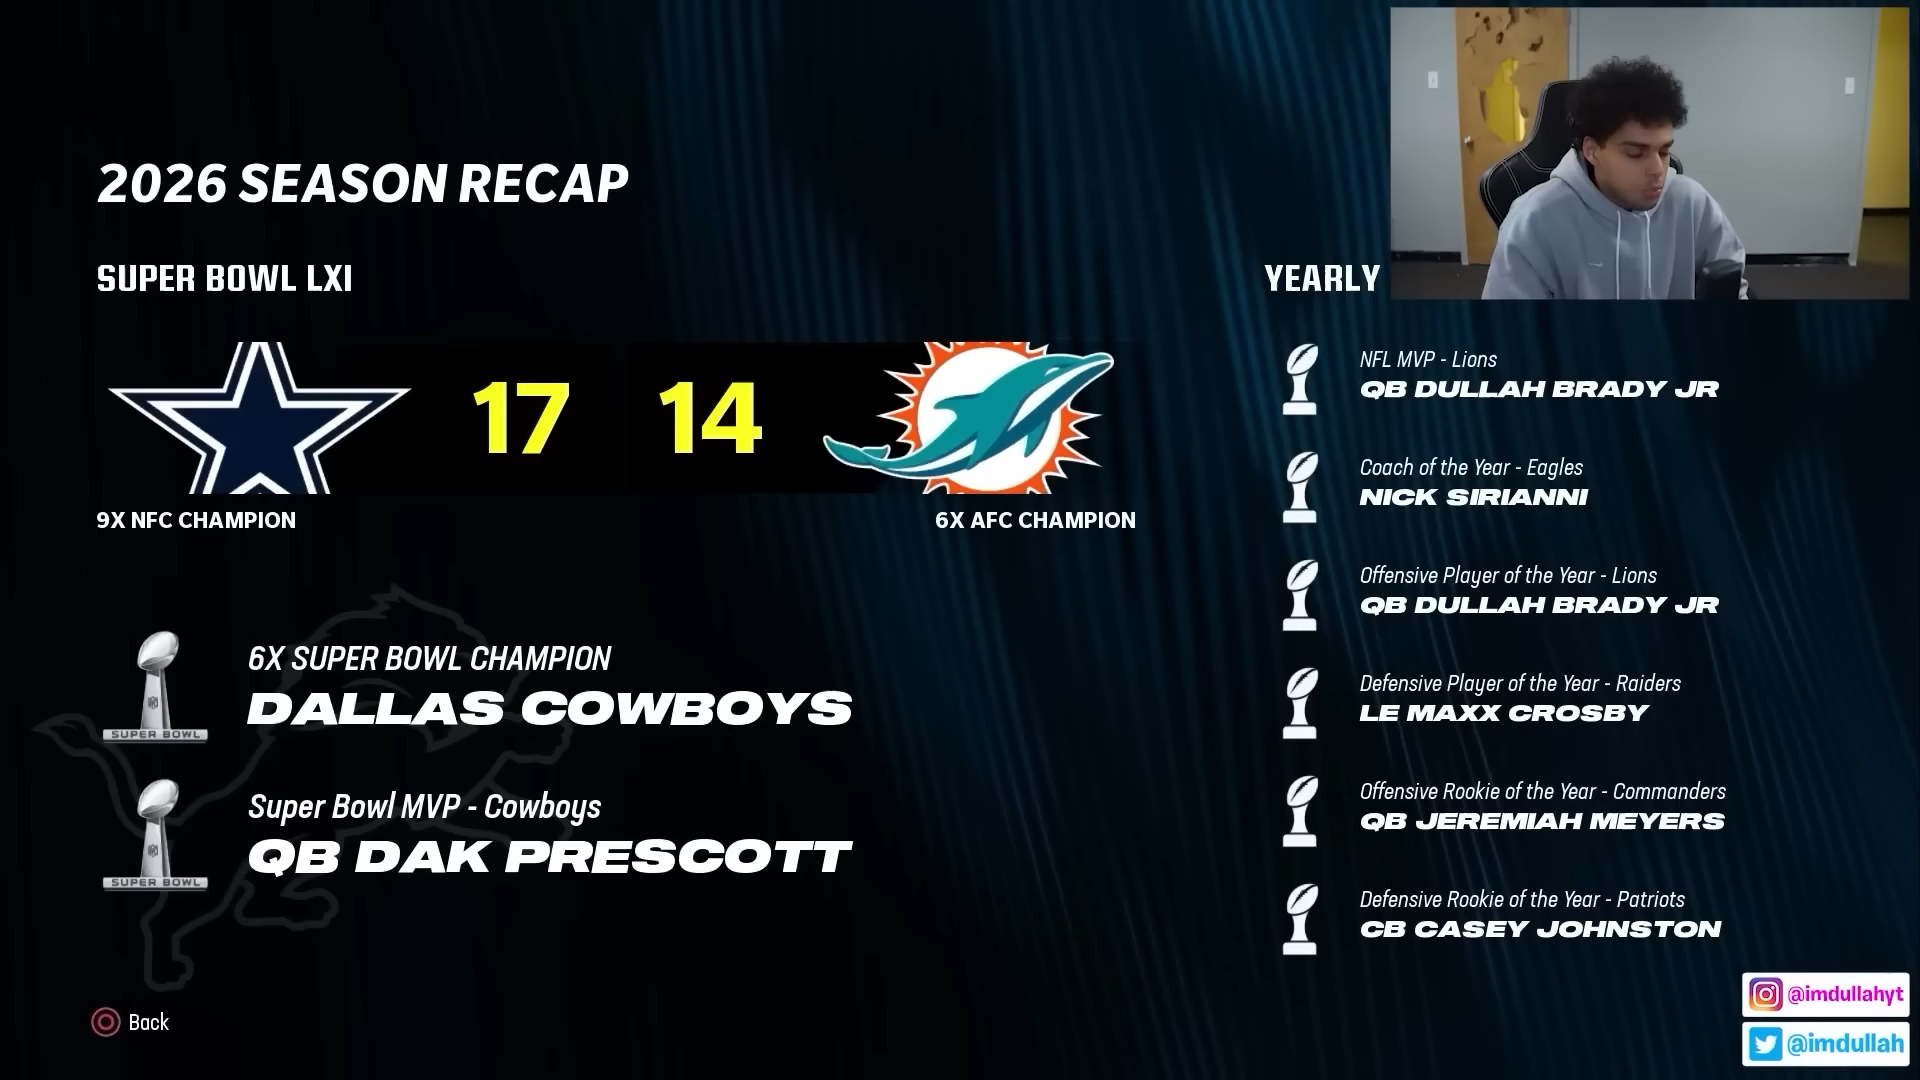 2026 SEASON RECAP
SUPER BOWL LXI
17 14
9X NFC CHAMPION
6X AFC CHAMPION
SUPER BOWL
6X SUPER BOWL CHAMPION
DALLAS COWBOYS
SUPER BOWL
Super Bowl MVP - Cowboys
QB DAK PRESCOTT
YEARLY
NFL MVP - Lions
QB DULLAH BRADY JR
Coach of the Year - Eagles
NICK SIRIANNI
Offensive Player of the Year - Lions
QB DULLAH BRADY JR
Defensive Player of the Year - Raiders
LE MAXX CROSBY
Offensive Rookie of the Year - Commanders
QB JEREMIAH MEYERS
Defensive Rookie of the Year - Patriots
CB CASEY JOHNSTON
Back
@imdullahyt
@imdullah